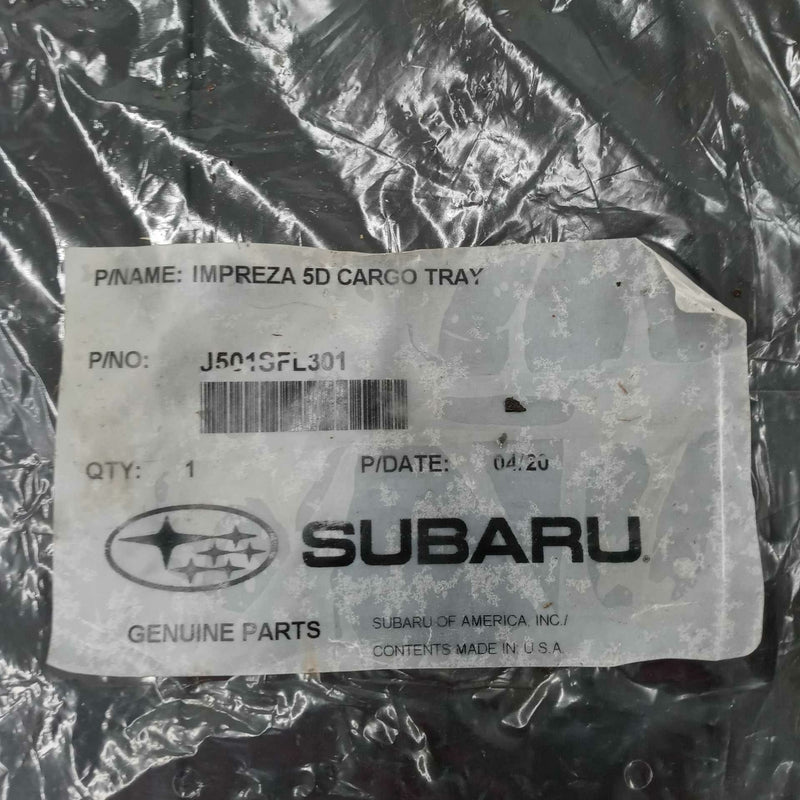 P/NAME: IMPREZA 5D CARGO TRAY
P/NO: J501SFL301
QTY: 1 P/DATE: 04/20
SUBARU.
GENUINE PARTS SUBARU OF AMERICA, INC./
CONTENTS MADE IN U.S.A.